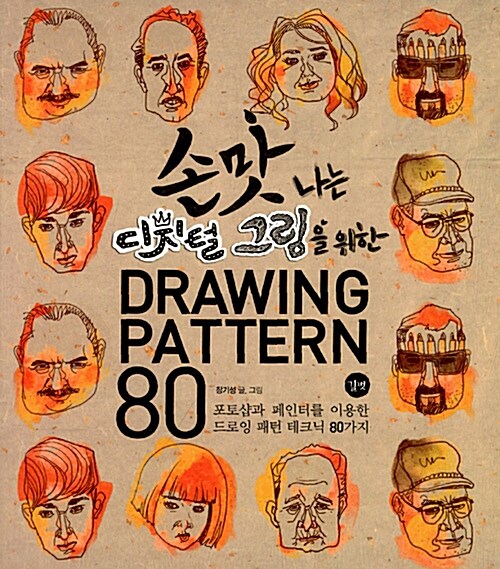 손맛 나는
디지털 그림을 위한
DRAWING
PATTERN
80
장기성 글, 그림
길벗
포토샵과 페인터를 이용한
드로잉 패턴 테크닉 80가지